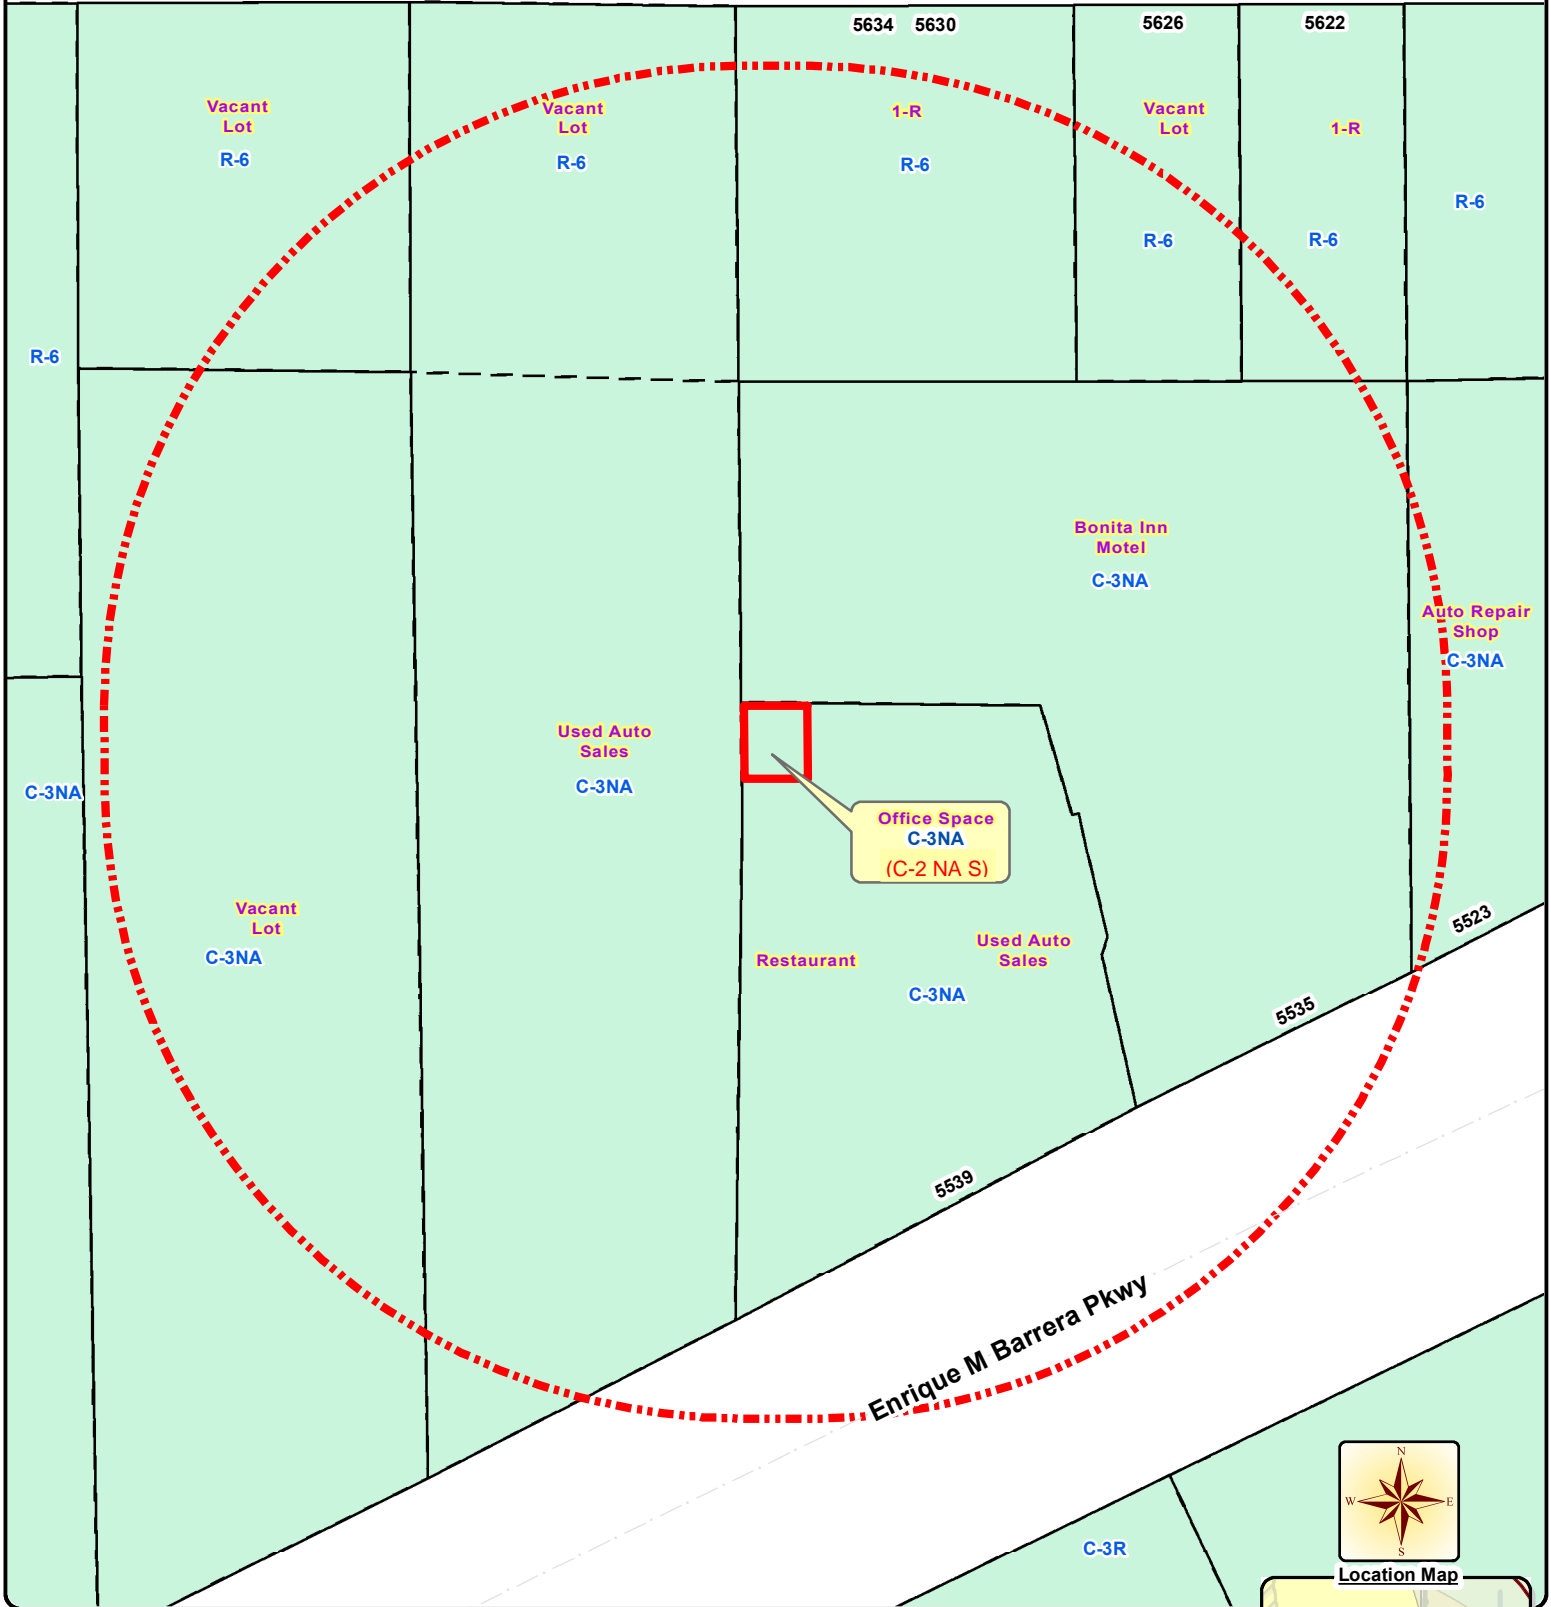 5634 5630
5626
5622
Vacant
Lot
R-6
Vacant
Lot
R-6
1-R
R-6
Vacant
Lot
R-6
1-R
R-6
R-6
R-6
Bonita Inn
Motel
C-3NA
Auto Repair
Shop
C-3NA
Used Auto
Sales
C-3NA
C-3NA
Office Space
C-3NA
(C-2 NA S)
Vacant
Lot
C-3NA
Restaurant
Used Auto
Sales
C-3NA
5523
5535
5539
Enrique M Barrera Pkwy
C-3R
N
W
E
S
Location Map